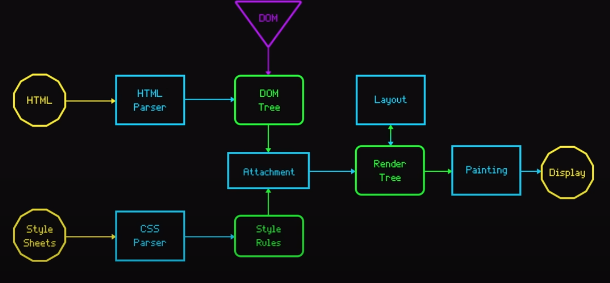 DOM
HTML
HTML
Parser
DOM
Tree
Layout
Attachment
Render
Tree
Painting
Display
Style
Sheets
CSS
Parser
Style
Rules